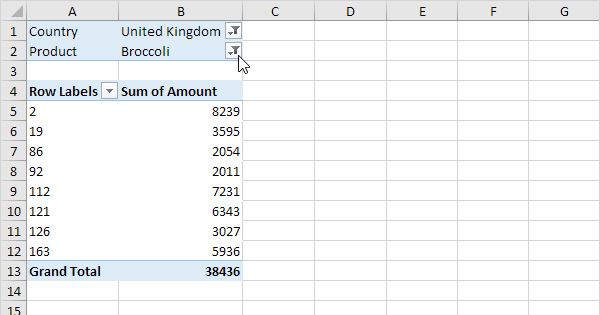 A B C D E F G
1 Country United Kingdom
2 Product Broccoli
3
4 Row Labels Sum of Amount
5 2 8239
6 19 3595
7 86 2054
8 92 2011
9 112 7231
10 121 6343
11 126 3027
12 163 5936
13 Grand Total 38436
14
15